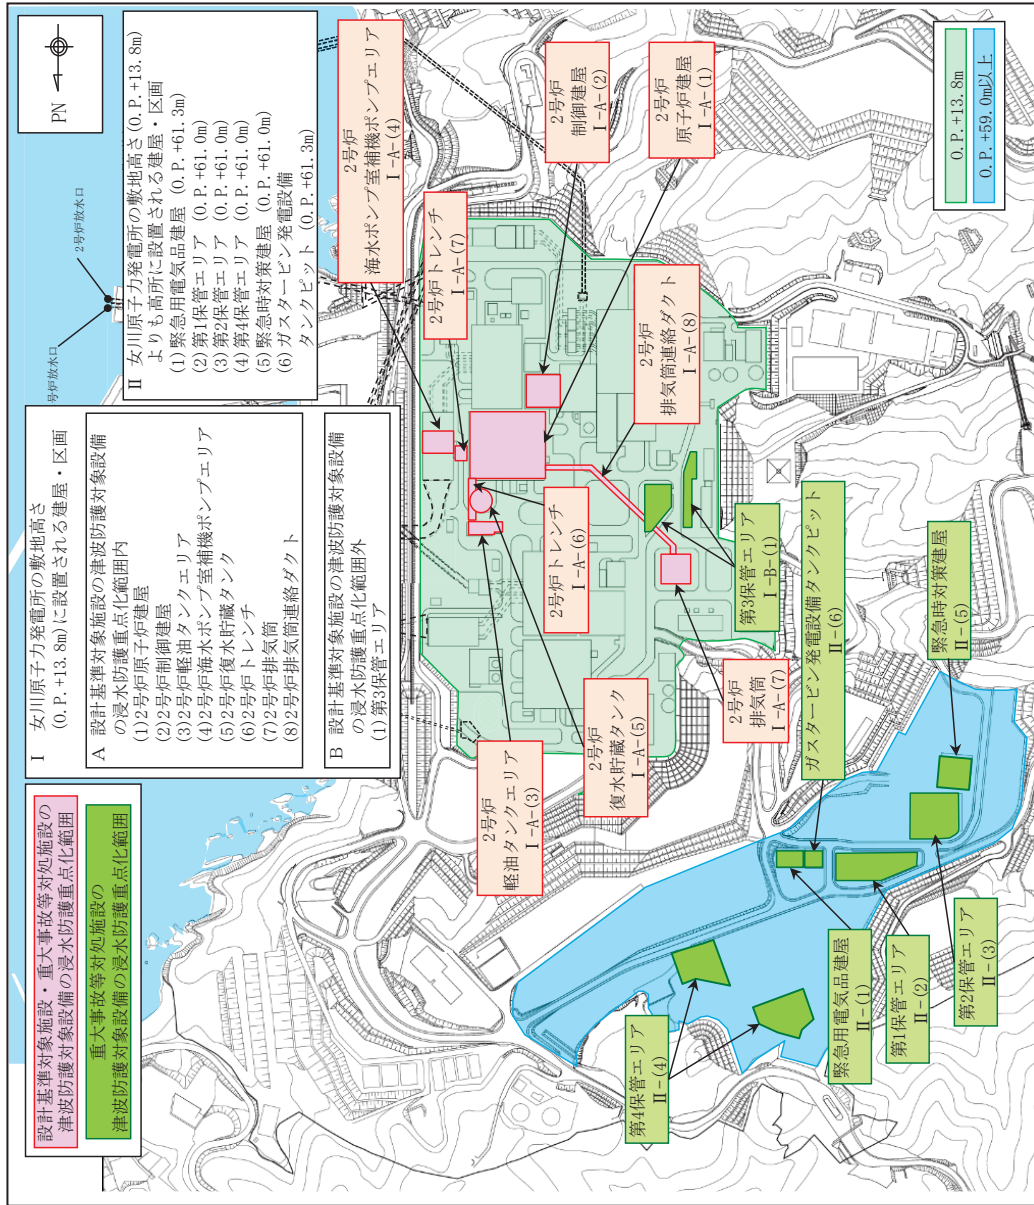 設計基準対象施設・重大事故等対処施設の
津波防護対象設備の浸水防護重点化範囲
重大事故等対処施設の
津波防護対象設備の浸水防護重点化範囲
Ⅰ 女川原子力発電所の敷地高さ
(O.P.+13.8m)に設置される建屋・区画
A 設計基準対象施設の津波防護対象設備
の浸水防護重点化範囲内
(1)2号炉原子炉建屋
(2)2号炉制御建屋
(3)2号炉軽油タンクエリア
(4)2号炉海水ポンプ室補機ポンプエリア
(5)2号炉復水貯蔵タンク
(6)2号炉トレンチ
(7)2号炉排気筒
(8)2号炉排気筒連絡ダクト
B 設計基準対象施設の津波防護対象設備
の浸水防護重点化範囲外
(1)第3保管エリア
Ⅱ 女川原子力発電所の敷地高さ(O.P.+13.8m)
よりも高所に設置される建屋・区画
(1)緊急用電気品建屋 (O.P.+61.3m)
(2)第1保管エリア (O.P.+61.0m)
(3)第2保管エリア (O.P.+61.0m)
(4)第4保管エリア (O.P.+61.0m)
(5)緊急時対策建屋 (O.P.+61.0m)
(6)ガスタービン発電設備
タンクピット (O.P.+61.3m)
PN
号炉放水口
2号炉放水口
2号炉
海水ポンプ室補機ポンプエリア
Ⅰ-A-(4)
2号炉トレンチ
Ⅰ-A-(7)
2号炉
制御建屋
Ⅰ-A-(2)
2号炉
原子炉建屋
Ⅰ-A-(1)
2号炉
排気筒連絡ダクト
Ⅰ-A-(8)
2号炉トレンチ
Ⅰ-A-(6)
2号炉
軽油タンクエリア
Ⅰ-A-(3)
2号炉
復水貯蔵タンク
Ⅰ-A-(5)
2号炉
排気筒
Ⅰ-A-(7)
第3保管エリア
Ⅰ-B-(1)
ガスタービン発電設備タンクピット
Ⅱ-(6)
緊急時対策建屋
Ⅱ-(5)
第4保管エリア
Ⅱ-(4)
緊急用電気品建屋
Ⅱ-(1)
第1保管エリア
Ⅱ-(2)
第2保管エリア
Ⅱ-(3)
O.P.+13.8m
O.P.+59.0m以上